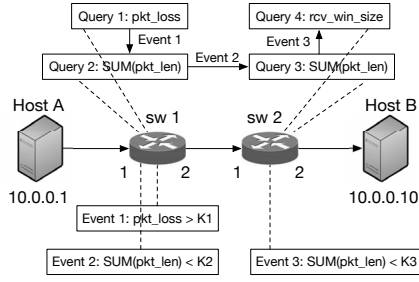 Query 1: pkt_loss
Query 4: rcv_win_size
Event 1
Event 3
Query 2: SUM(pkt_len)
Event 2
Query 3: SUM(pkt_len)
Host A
sw 1
sw 2
Host B
1
2
1
2
10.0.0.1
10.0.0.10
Event 1: pkt_loss > K1
Event 2: SUM(pkt_len) < K2
Event 3: SUM(pkt_len) < K3